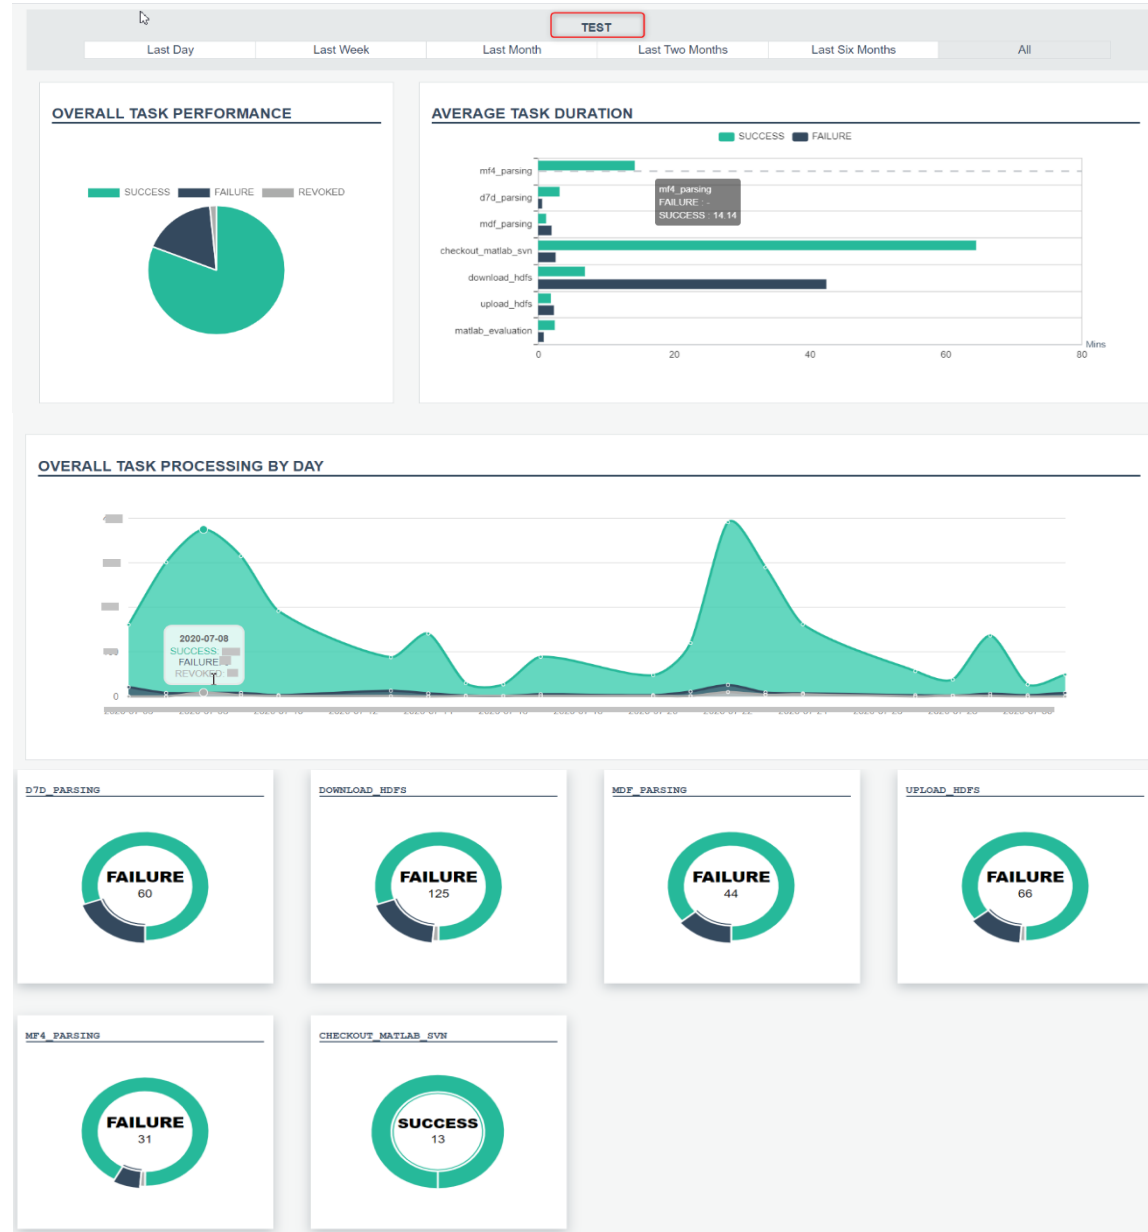 TEST
Last Day Last Week Last Month Last Two Months Last Six Months All
OVERALL TASK PERFORMANCE
SUCCESS FAILURE REVOKED
AVERAGE TASK DURATION
SUCCESS FAILURE
mf4_parsing
d7d_parsing
mdf_parsing
checkout_matlab_svn
download_hdfs
upload_hdfs
matlab_evaluation
mf4_parsing
FAILURE : -
SUCCESS : 14.14
0 20 40 60 80
Mins
OVERALL TASK PROCESSING BY DAY
0
2020-07-08
SUCCESS:
FAILURE:
REVOKED:
D7D_PARSING
FAILURE
60
DOWNLOAD_HDFS
FAILURE
125
MDF_PARSING
FAILURE
44
UPLOAD_HDFS
FAILURE
66
MF4_PARSING
FAILURE
31
CHECKOUT_MATLAB_SVN
SUCCESS
13